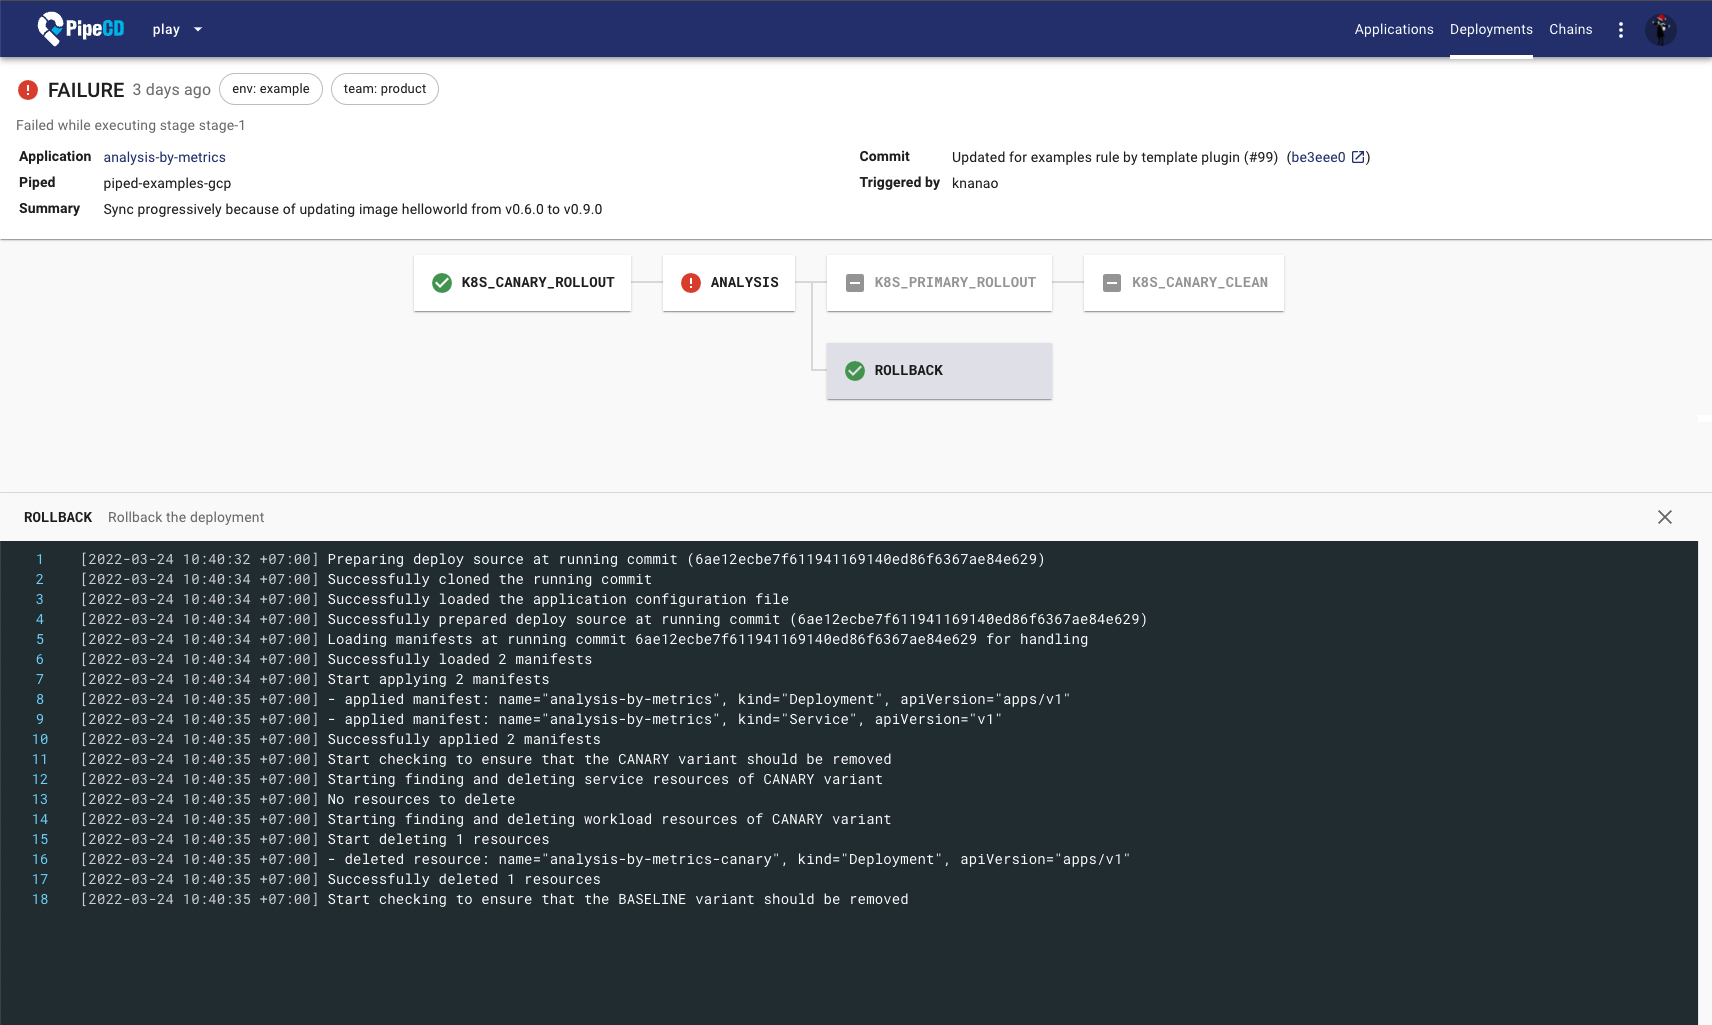 PipeCD play Applications Deployments Chains
FAILURE 3 days ago env: example team: product
Failed while executing stage stage-1
Application analysis-by-metrics
Piped piped-examples-gcp
Summary Sync progressively because of updating image helloworld from v0.6.0 to v0.9.0
Commit Updated for examples rule by template plugin (#99) (be3eee0)
Triggered by knanao
K8S_CANARY_ROLLOUT ANALYSIS K8S_PRIMARY_ROLLOUT K8S_CANARY_CLEAN
ROLLBACK
ROLLBACK Rollback the deployment
1 [2022-03-24 10:40:32 +07:00] Preparing deploy source at running commit (6ae12ecbe7f611941169140ed86f6367ae84e629)
2 [2022-03-24 10:40:34 +07:00] Successfully cloned the running commit
3 [2022-03-24 10:40:34 +07:00] Successfully loaded the application configuration file
4 [2022-03-24 10:40:34 +07:00] Successfully prepared deploy source at running commit (6ae12ecbe7f611941169140ed86f6367ae84e629)
5 [2022-03-24 10:40:34 +07:00] Loading manifests at running commit 6ae12ecbe7f611941169140ed86f6367ae84e629 for handling
6 [2022-03-24 10:40:34 +07:00] Successfully loaded 2 manifests
7 [2022-03-24 10:40:34 +07:00] Start applying 2 manifests
8 [2022-03-24 10:40:35 +07:00] - applied manifest: name="analysis-by-metrics", kind="Deployment", apiVersion="apps/v1"
9 [2022-03-24 10:40:35 +07:00] - applied manifest: name="analysis-by-metrics", kind="Service", apiVersion="v1"
10 [2022-03-24 10:40:35 +07:00] Successfully applied 2 manifests
11 [2022-03-24 10:40:35 +07:00] Start checking to ensure that the CANARY variant should be removed
12 [2022-03-24 10:40:35 +07:00] Starting finding and deleting service resources of CANARY variant
13 [2022-03-24 10:40:35 +07:00] No resources to delete
14 [2022-03-24 10:40:35 +07:00] Starting finding and deleting workload resources of CANARY variant
15 [2022-03-24 10:40:35 +07:00] Start deleting 1 resources
16 [2022-03-24 10:40:35 +07:00] - deleted resource: name="analysis-by-metrics-canary", kind="Deployment", apiVersion="apps/v1"
17 [2022-03-24 10:40:35 +07:00] Successfully deleted 1 resources
18 [2022-03-24 10:40:35 +07:00] Start checking to ensure that the BASELINE variant should be removed